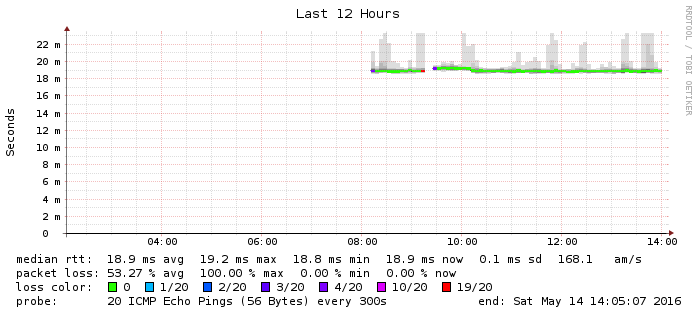 Last 12 Hours
RRDTOOL / TOBI OETIKER
Seconds
22 m
20 m
18 m
16 m
14 m
12 m
10 m
8 m
6 m
4 m
2 m
0
04:00 06:00 08:00 10:00 12:00 14:00
median rtt: 18.9 ms avg 19.2 ms max 18.8 ms min 18.9 ms now 0.1 ms sd 168.1 am/s
packet loss: 53.27 % avg 100.00 % max 0.00 % min 0.00 % now
loss color: 0 1/20 2/20 3/20 4/20 10/20 19/20
probe: 20 ICMP Echo Pings (56 Bytes) every 300s end: Sat May 14 14:05:07 2016